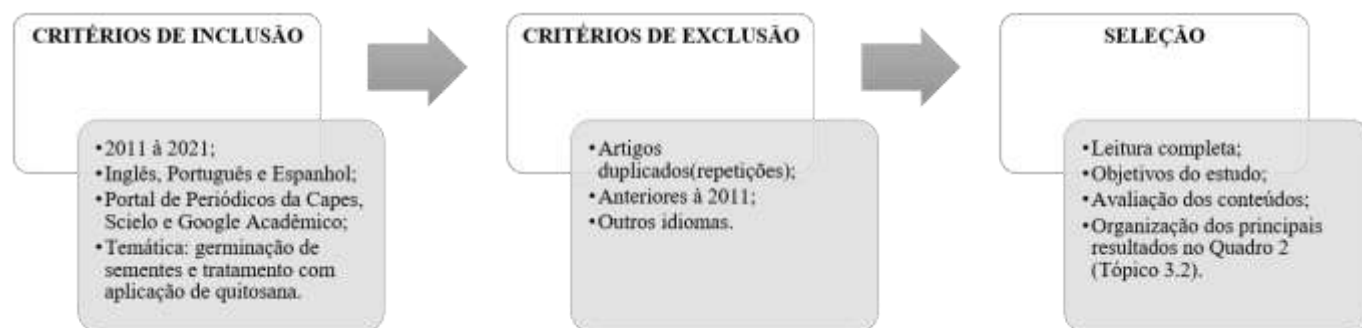 CRITÉRIOS DE INCLUSÃO
•2011 à 2021;
•Inglês, Português e Espanhol;
•Portal de Periódicos da Capes,
Scielo e Google Acadêmico;
•Temática: germinação de
sementes e tratamento com
aplicação de quitosana.
CRITÉRIOS DE EXCLUSÃO
•Artigos
duplicados(repetições);
•Anteriores à 2011;
•Outros idiomas.
SELEÇÃO
•Leitura completa;
•Objetivos do estudo;
•Avaliação dos conteúdos;
•Organização dos principais
resultados no Quadro 2
(Tópico 3.2).